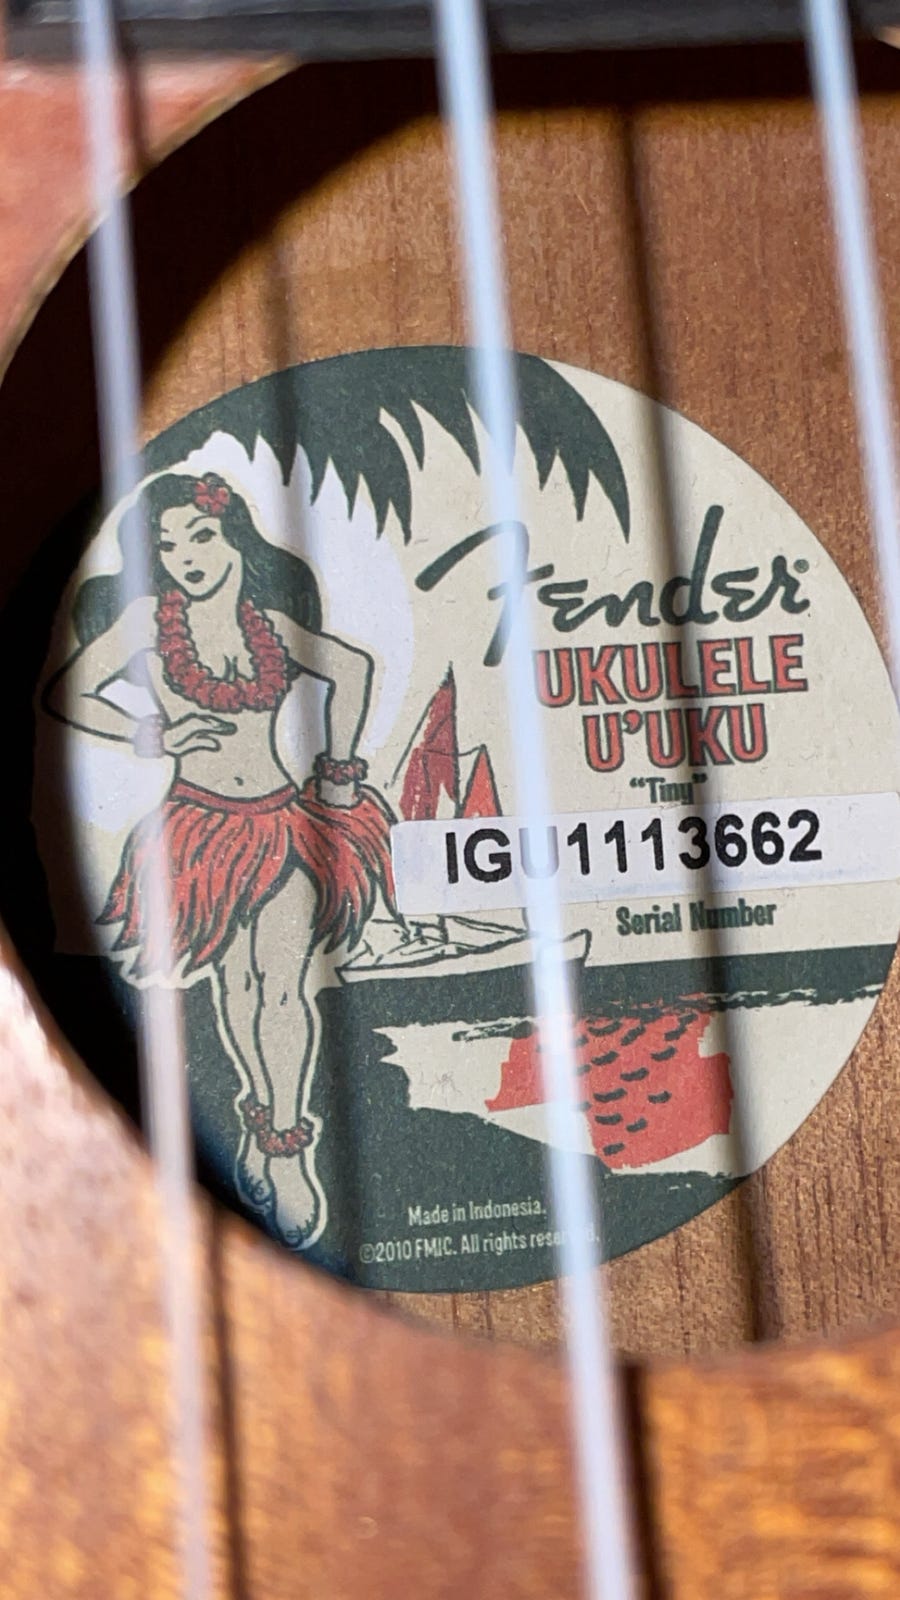 Fender®
UKULELE
U'UKU
“Tiny”
IGU1113662
Serial Number
Made in Indonesia.
©2010 FMIC. All rights reserved.